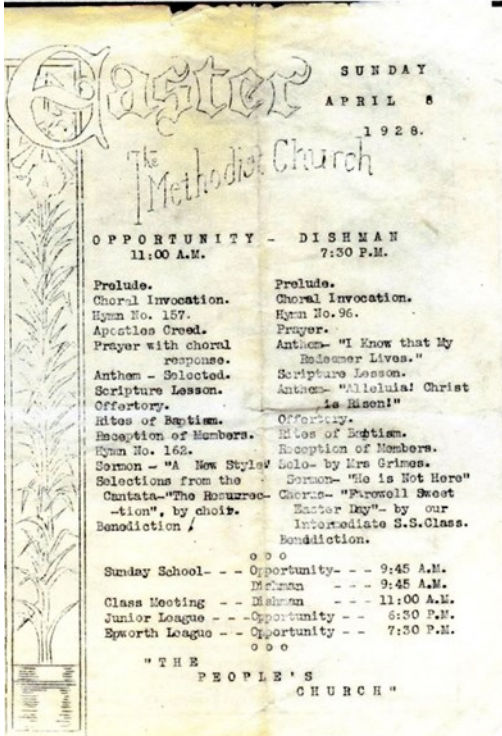 Easter
SUNDAY
APRIL 8
1928.
The
Methodist Church
OPPORTUNITY - DISHMAN
11:00 A.M.
Prelude.
Choral Invocation.
Hymn No. 157.
Apostles Creed.
Prayer with choral
response.
Anthem - Selected.
Scripture Lesson.
Offertory.
Rites of Baptism.
Reception of Members.
Hymn No. 162.
Sermon - "A New Style"
Selections from the
Cantata-"The Resurrec-
-tion", by choir.
Benediction
7:30 P.M.
Prelude.
Choral Invocation.
Hymn No.96.
Prayer.
Anthem- "I Know that My
Redeemer Lives."
Scripture Lesson.
Anthem- "Alleluia! Christ
is Risen!"
Offertory.
Rites of Baptism.
Reception of Members.
Solo- by Mrs Grimes.
Sermon- "He is Not Here"
Chorus- "Farewell Sweet
Easter Day"- by our
Intermediate S.S.Class.
Benddiction.
o o o
Sunday School- - - Opportunity- - - 9:45 A.M.
Dishman - - - 9:45 A.M.
Class Meeting - - Dishman - - - 11:00 A.M.
Junior League - - -Opportunity - - 6:30 P.M.
Epworth League - - Opportunity - - 7:30 P.M.
o o o
"THE
PEOPLE'S
CHURCH"